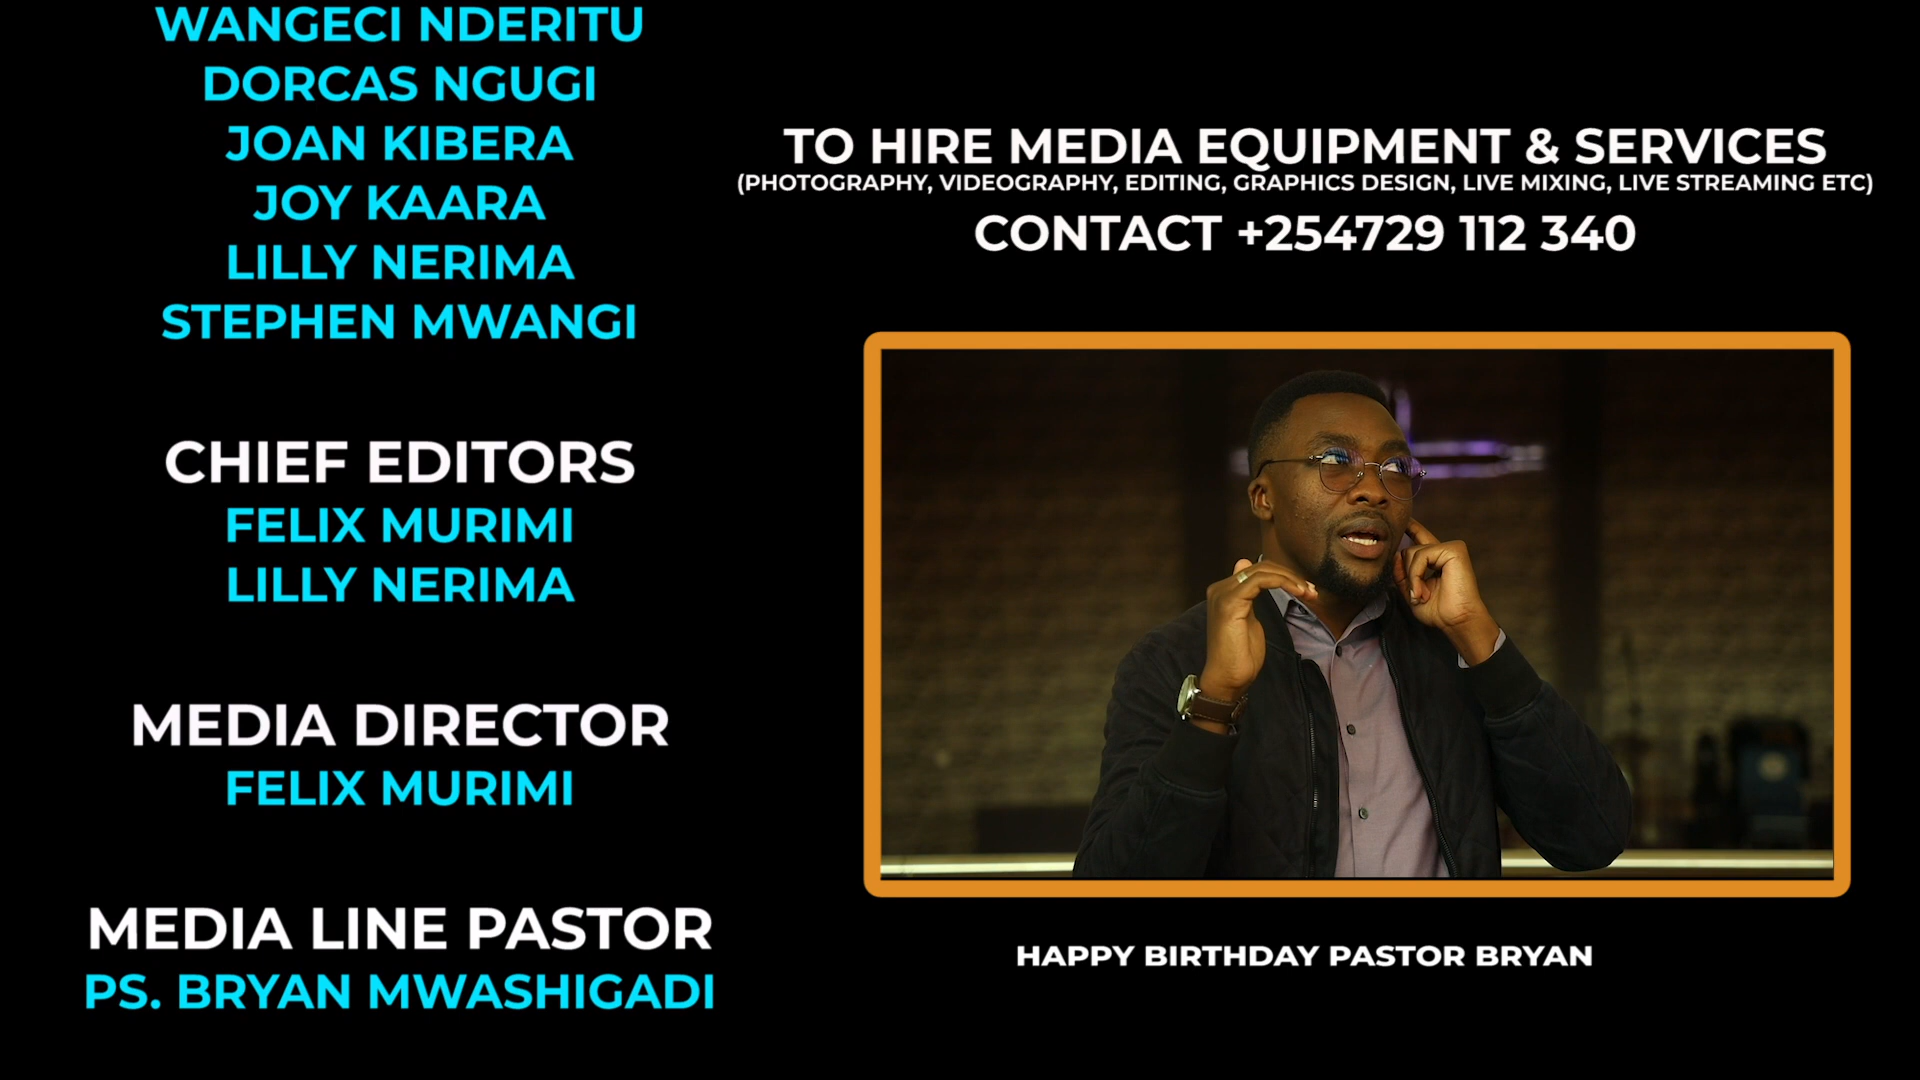 WANGECI NDERITU
DORCAS NGUGI
JOAN KIBERA
JOY KAARA
LILLY NERIMA
STEPHEN MWANGI
CHIEF EDITORS
FELIX MURIMI
LILLY NERIMA
MEDIA DIRECTOR
FELIX MURIMI
MEDIA LINE PASTOR
PS. BRYAN MWASHIGADI
TO HIRE MEDIA EQUIPMENT & SERVICES
(PHOTOGRAPHY, VIDEOGRAPHY, EDITING, GRAPHICS DESIGN, LIVE MIXING, LIVE STREAMING ETC)
CONTACT +254729 112 340
HAPPY BIRTHDAY PASTOR BRYAN